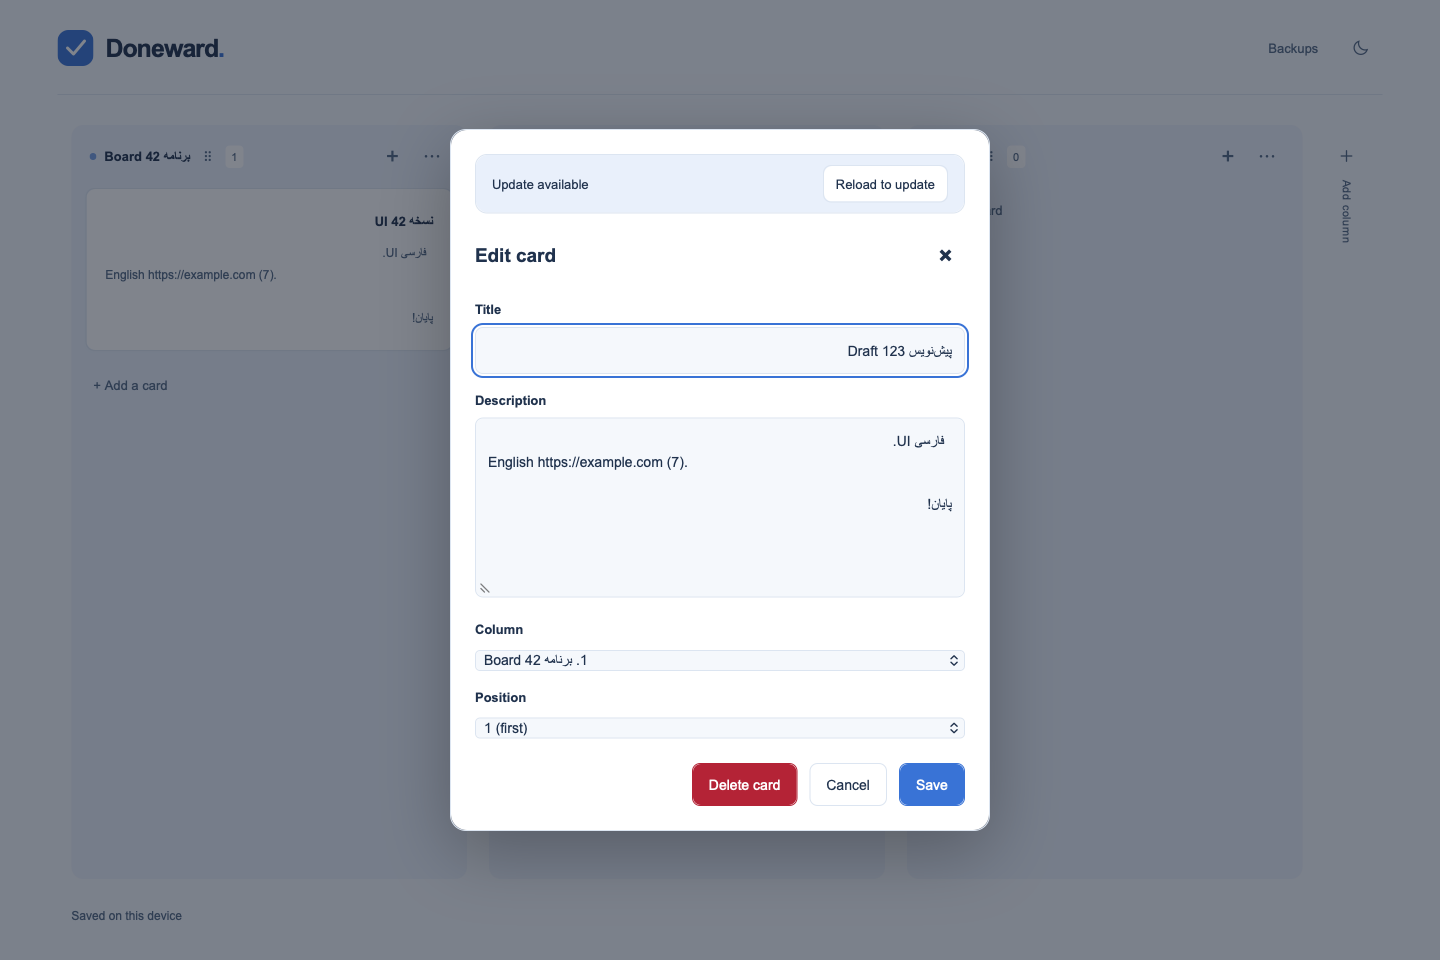 Doneward.
Backups
Board 42 برنامه
1
نسخه UI 42
فارسی UI.
English https://example.com (7).
پایان!
+ Add a card
0
Add column
Update available
Reload to update
Edit card
Title
پیش‌نویس Draft 123
Description
فارسی UI.
English https://example.com (7).
پایان!
Column
1. برنامه Board 42
Position
1 (first)
Delete card
Cancel
Save
Saved on this device